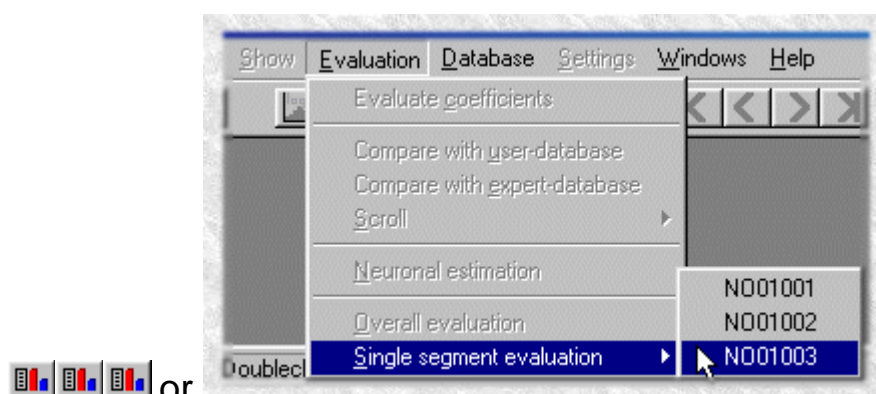 Show Evaluation Database Settings Windows Help
Evaluate coefficients
Compare with user-database
Compare with expert-database
Scroll
Neuronal estimation
NO01001
Overall evaluation
NO01002
Single segment evaluation
NO01003
Doublecl
or